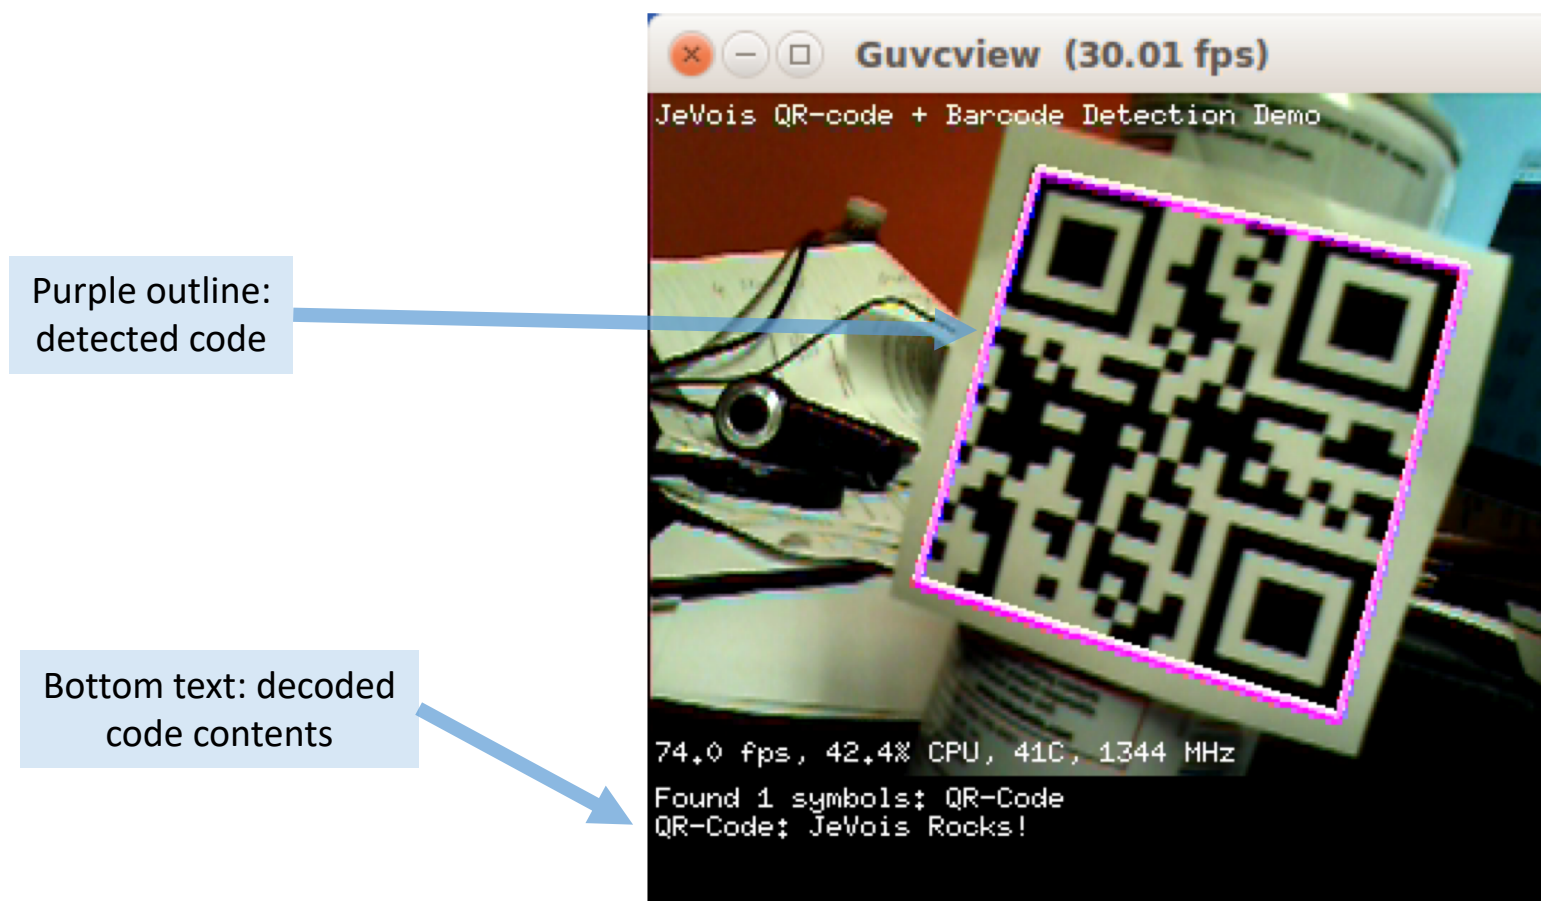 Guvcview (30.01 fps)
JeVois QR-code + Barcode Detection Demo
Purple outline:
detected code
Bottom text: decoded
code contents
74.0 fps, 42.4% CPU, 41C, 1344 MHz
Found 1 symbols: QR-Code
QR-Code: JeVois Rocks!